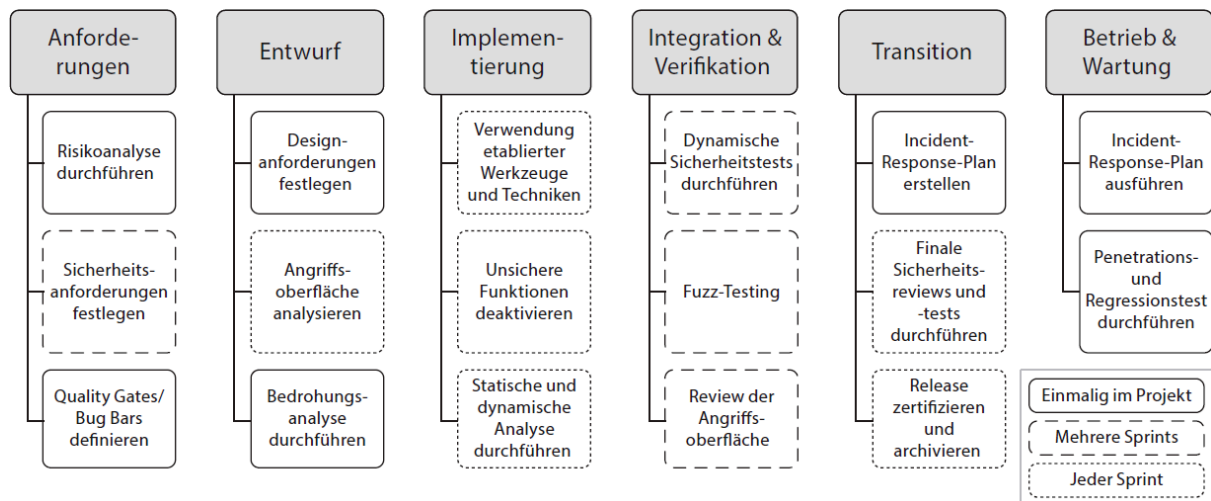 Anforde-
rungen
Entwurf
Implemen-
tierung
Integration &
Verifikation
Transition
Betrieb &
Wartung
Risikoanalyse
durchführen
Sicherheits-
anforderungen
festlegen
Quality Gates/
Bug Bars
definieren
Design-
anforderungen
festlegen
Angriffs-
oberfläche
analysieren
Bedrohungs-
analyse
durchführen
Verwendung
etablierter
Werkzeuge
und Techniken
Unsichere
Funktionen
deaktivieren
Statische und
dynamische
Analyse
durchführen
Dynamische
Sicherheitstests
durchführen
Fuzz-Testing
Review der
Angriffs-
oberfläche
Incident-
Response-Plan
erstellen
Finale
Sicherheits-
reviews und
-tests
durchführen
Release
zertifizieren
und
archivieren
Incident-
Response-Plan
ausführen
Penetrations-
und
Regressionstest
durchführen
Einmalig im Projekt
Mehrere Sprints
Jeder Sprint